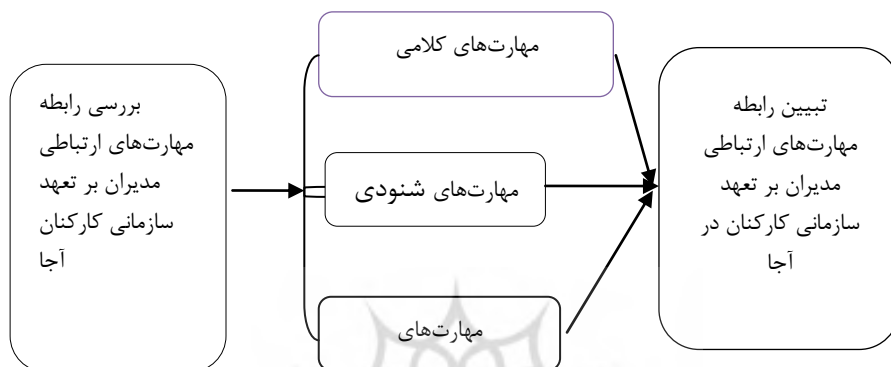 مهارت‌های کلامی
تبیین رابطه
مهارت‌های ارتباطی
مدیران بر تعهد
سازمانی کارکنان در
آجا
مهارت‌های شنودی
مهارت‌های
بررسی رابطه
مهارت‌های ارتباطی
مدیران بر تعهد
سازمانی کارکنان
آجا